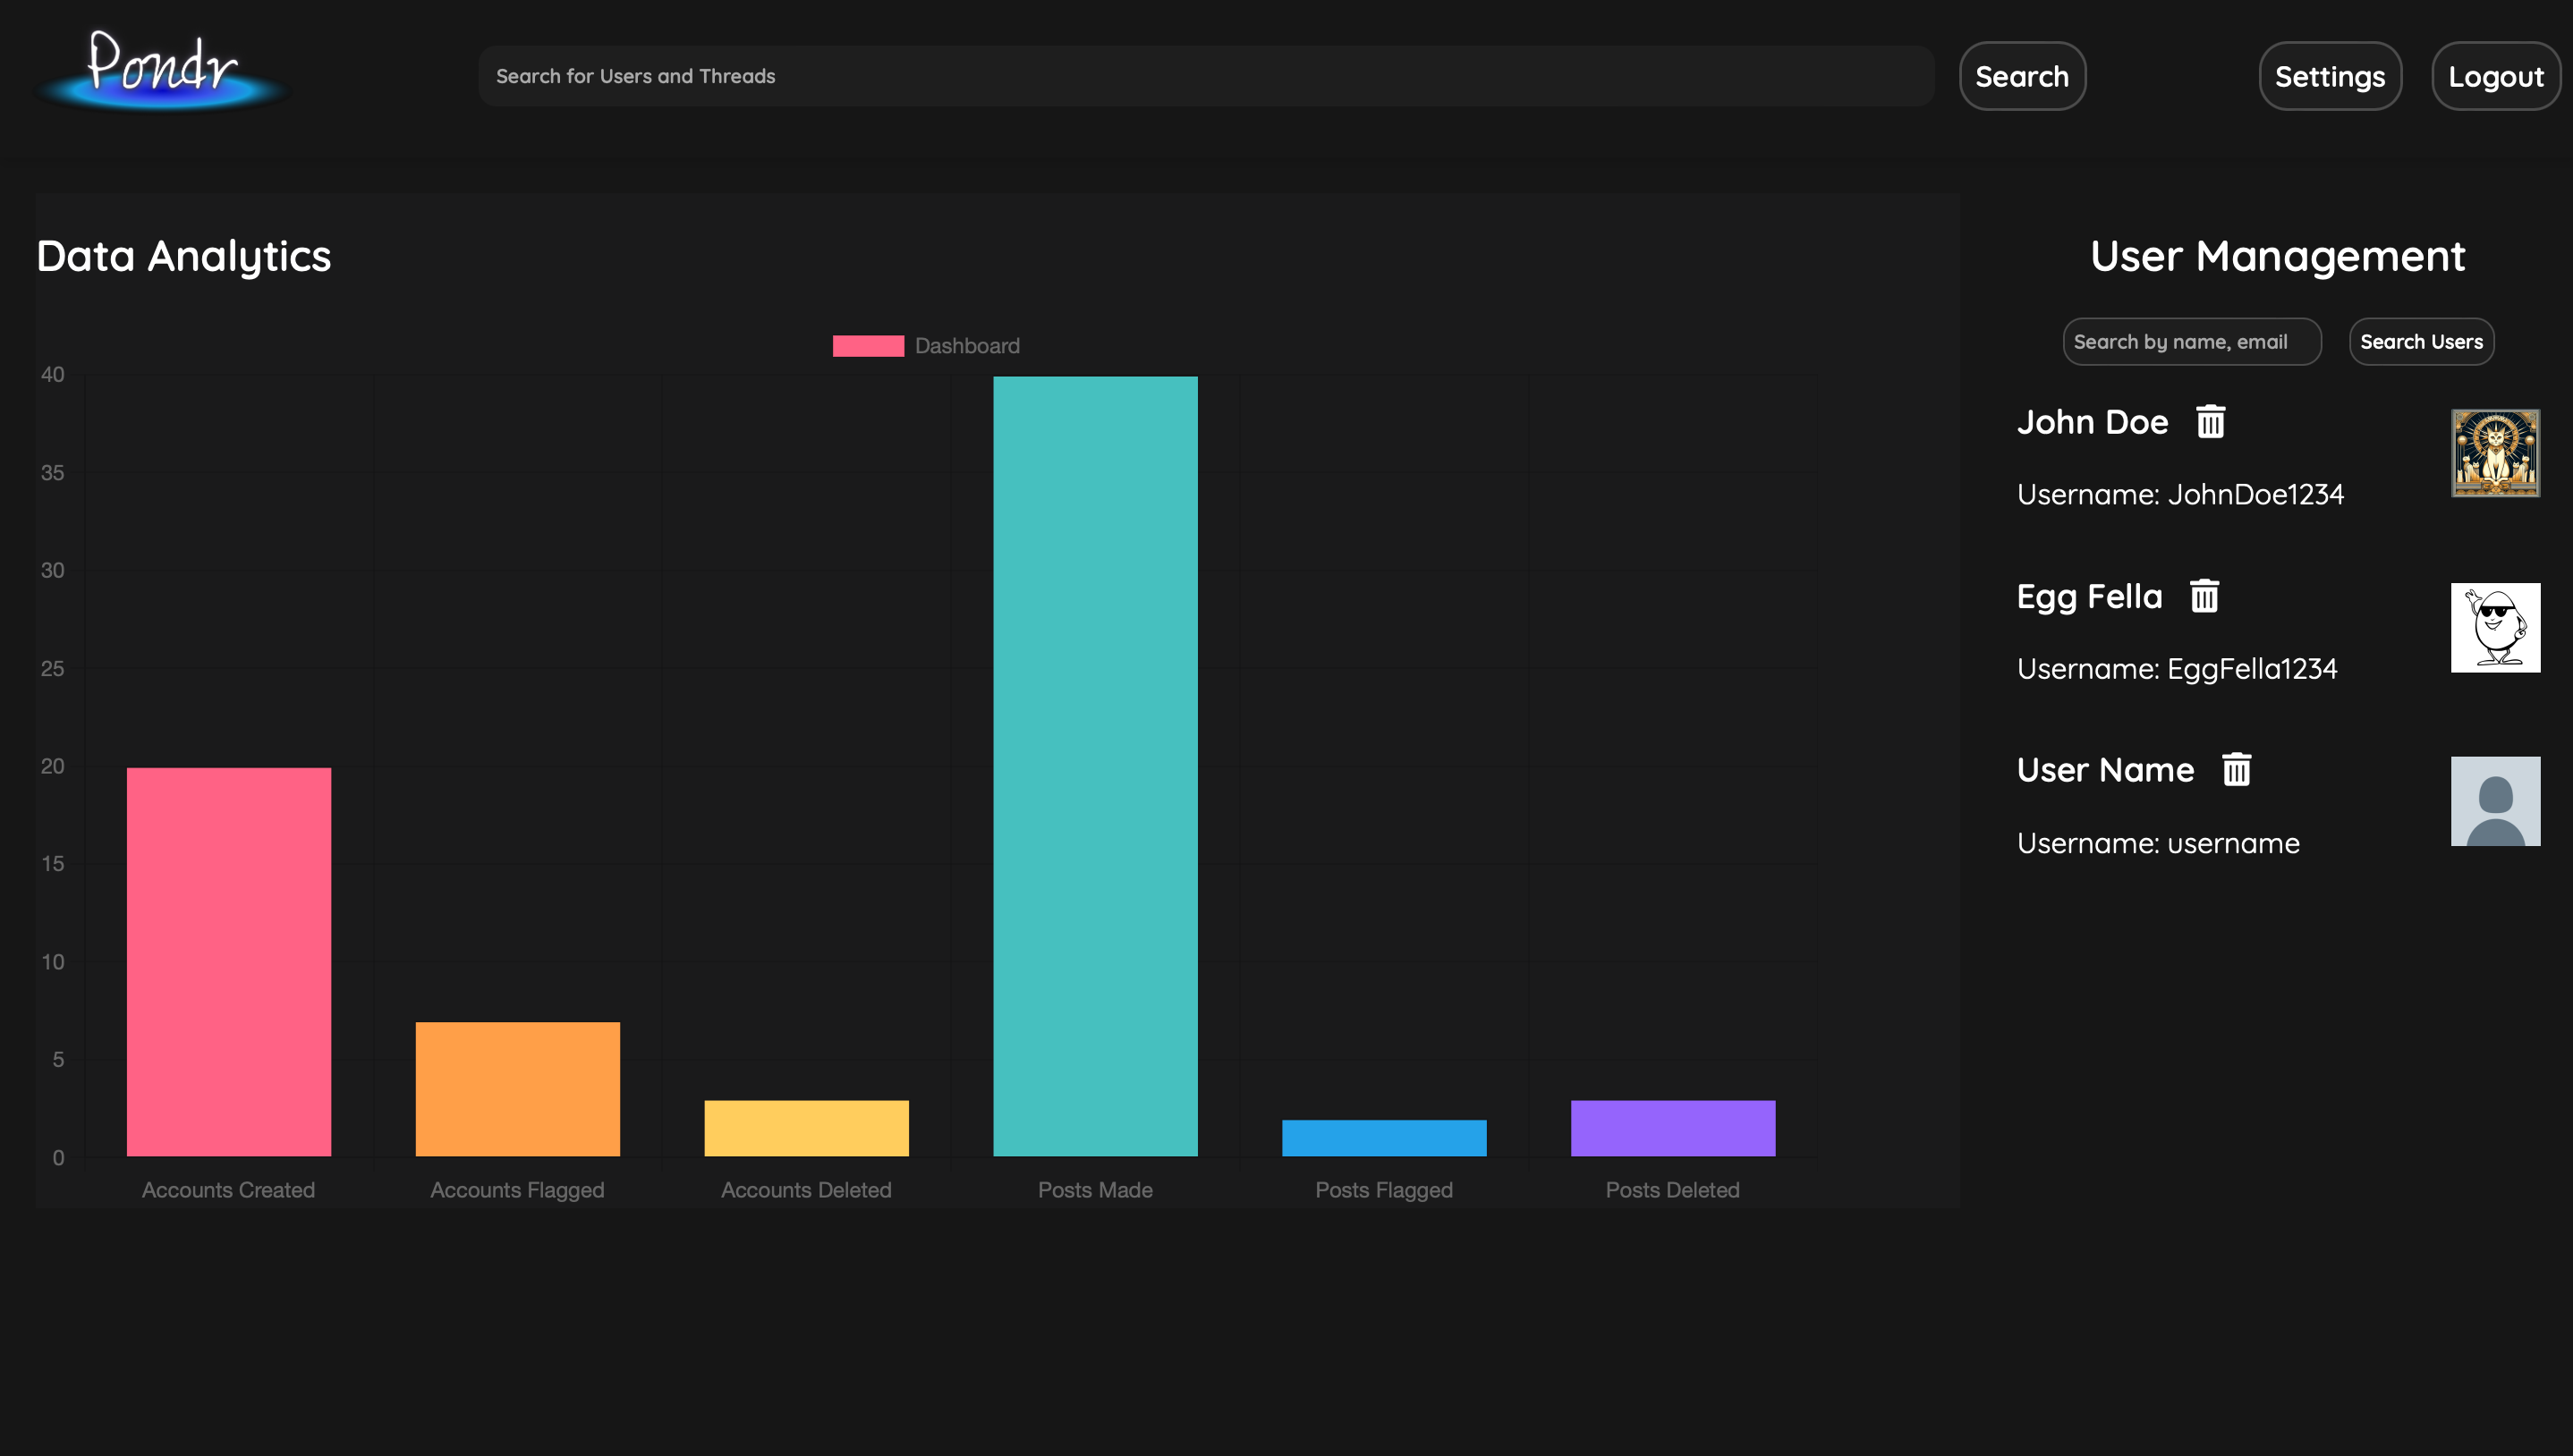 Pondr
Search for Users and Threads
Search
Settings
Logout
Data Analytics
Dashboard
40
35
30
25
20
15
10
5
0
Accounts Created
Accounts Flagged
Accounts Deleted
Posts Made
Posts Flagged
Posts Deleted
User Management
Search by name, email
Search Users
John Doe
Username: JohnDoe1234
Egg Fella
Username: EggFella1234
User Name
Username: username